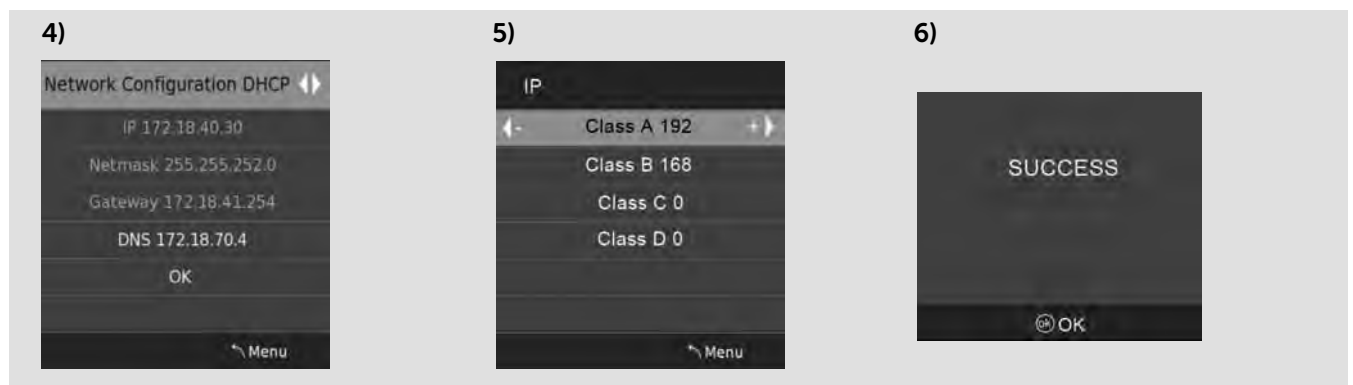 4)
Network Configuration DHCP
IP 172.18.40.30
Netmask 255.255.252.0
Gateway 172.18.41.254
DNS 172.18.70.4
OK
Menu
5)
IP
- Class A 192 +
Class B 168
Class C 0
Class D 0
Menu
6)
SUCCESS
ok OK